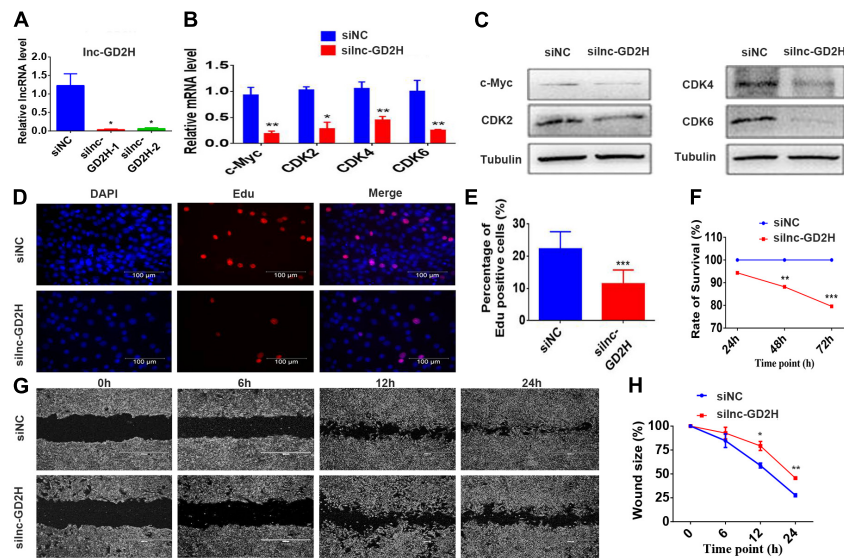 A
lnc-GD2H
Relative lncRNA level
2.0
1.5
1.0
0.5
0.0
*
*
siNC
silnc-
GD2H-1
silnc-
GD2H-2
B
siNC
silnc-GD2H
Relative mRNA level
1.5
1.0
0.5
0.0
**
*
**
**
c-Myc
CDK2
CDK4
CDK6
C
siNC
silnc-GD2H
c-Myc
CDK2
Tubulin
siNC
silnc-GD2H
CDK4
CDK6
Tubulin
D
DAPI
Edu
Merge
siNC
100 μm
100 μm
100 μm
silnc-GD2H
100 μm
100 μm
100 μm
E
Percentage of
Edu positive cells (%)
40
30
20
10
0
***
siNC
silnc-
GD2H
F
siNC
silnc-GD2H
Rate of Survival (%)
110
100
90
80
70
**
***
24h
48h
72h
Time point (h)
G
0h
6h
12h
24h
siNC
silnc-GD2H
H
siNC
silnc-GD2H
Wound size (%)
100
75
50
25
0
*
**
0
6
12
24
Time point (h)